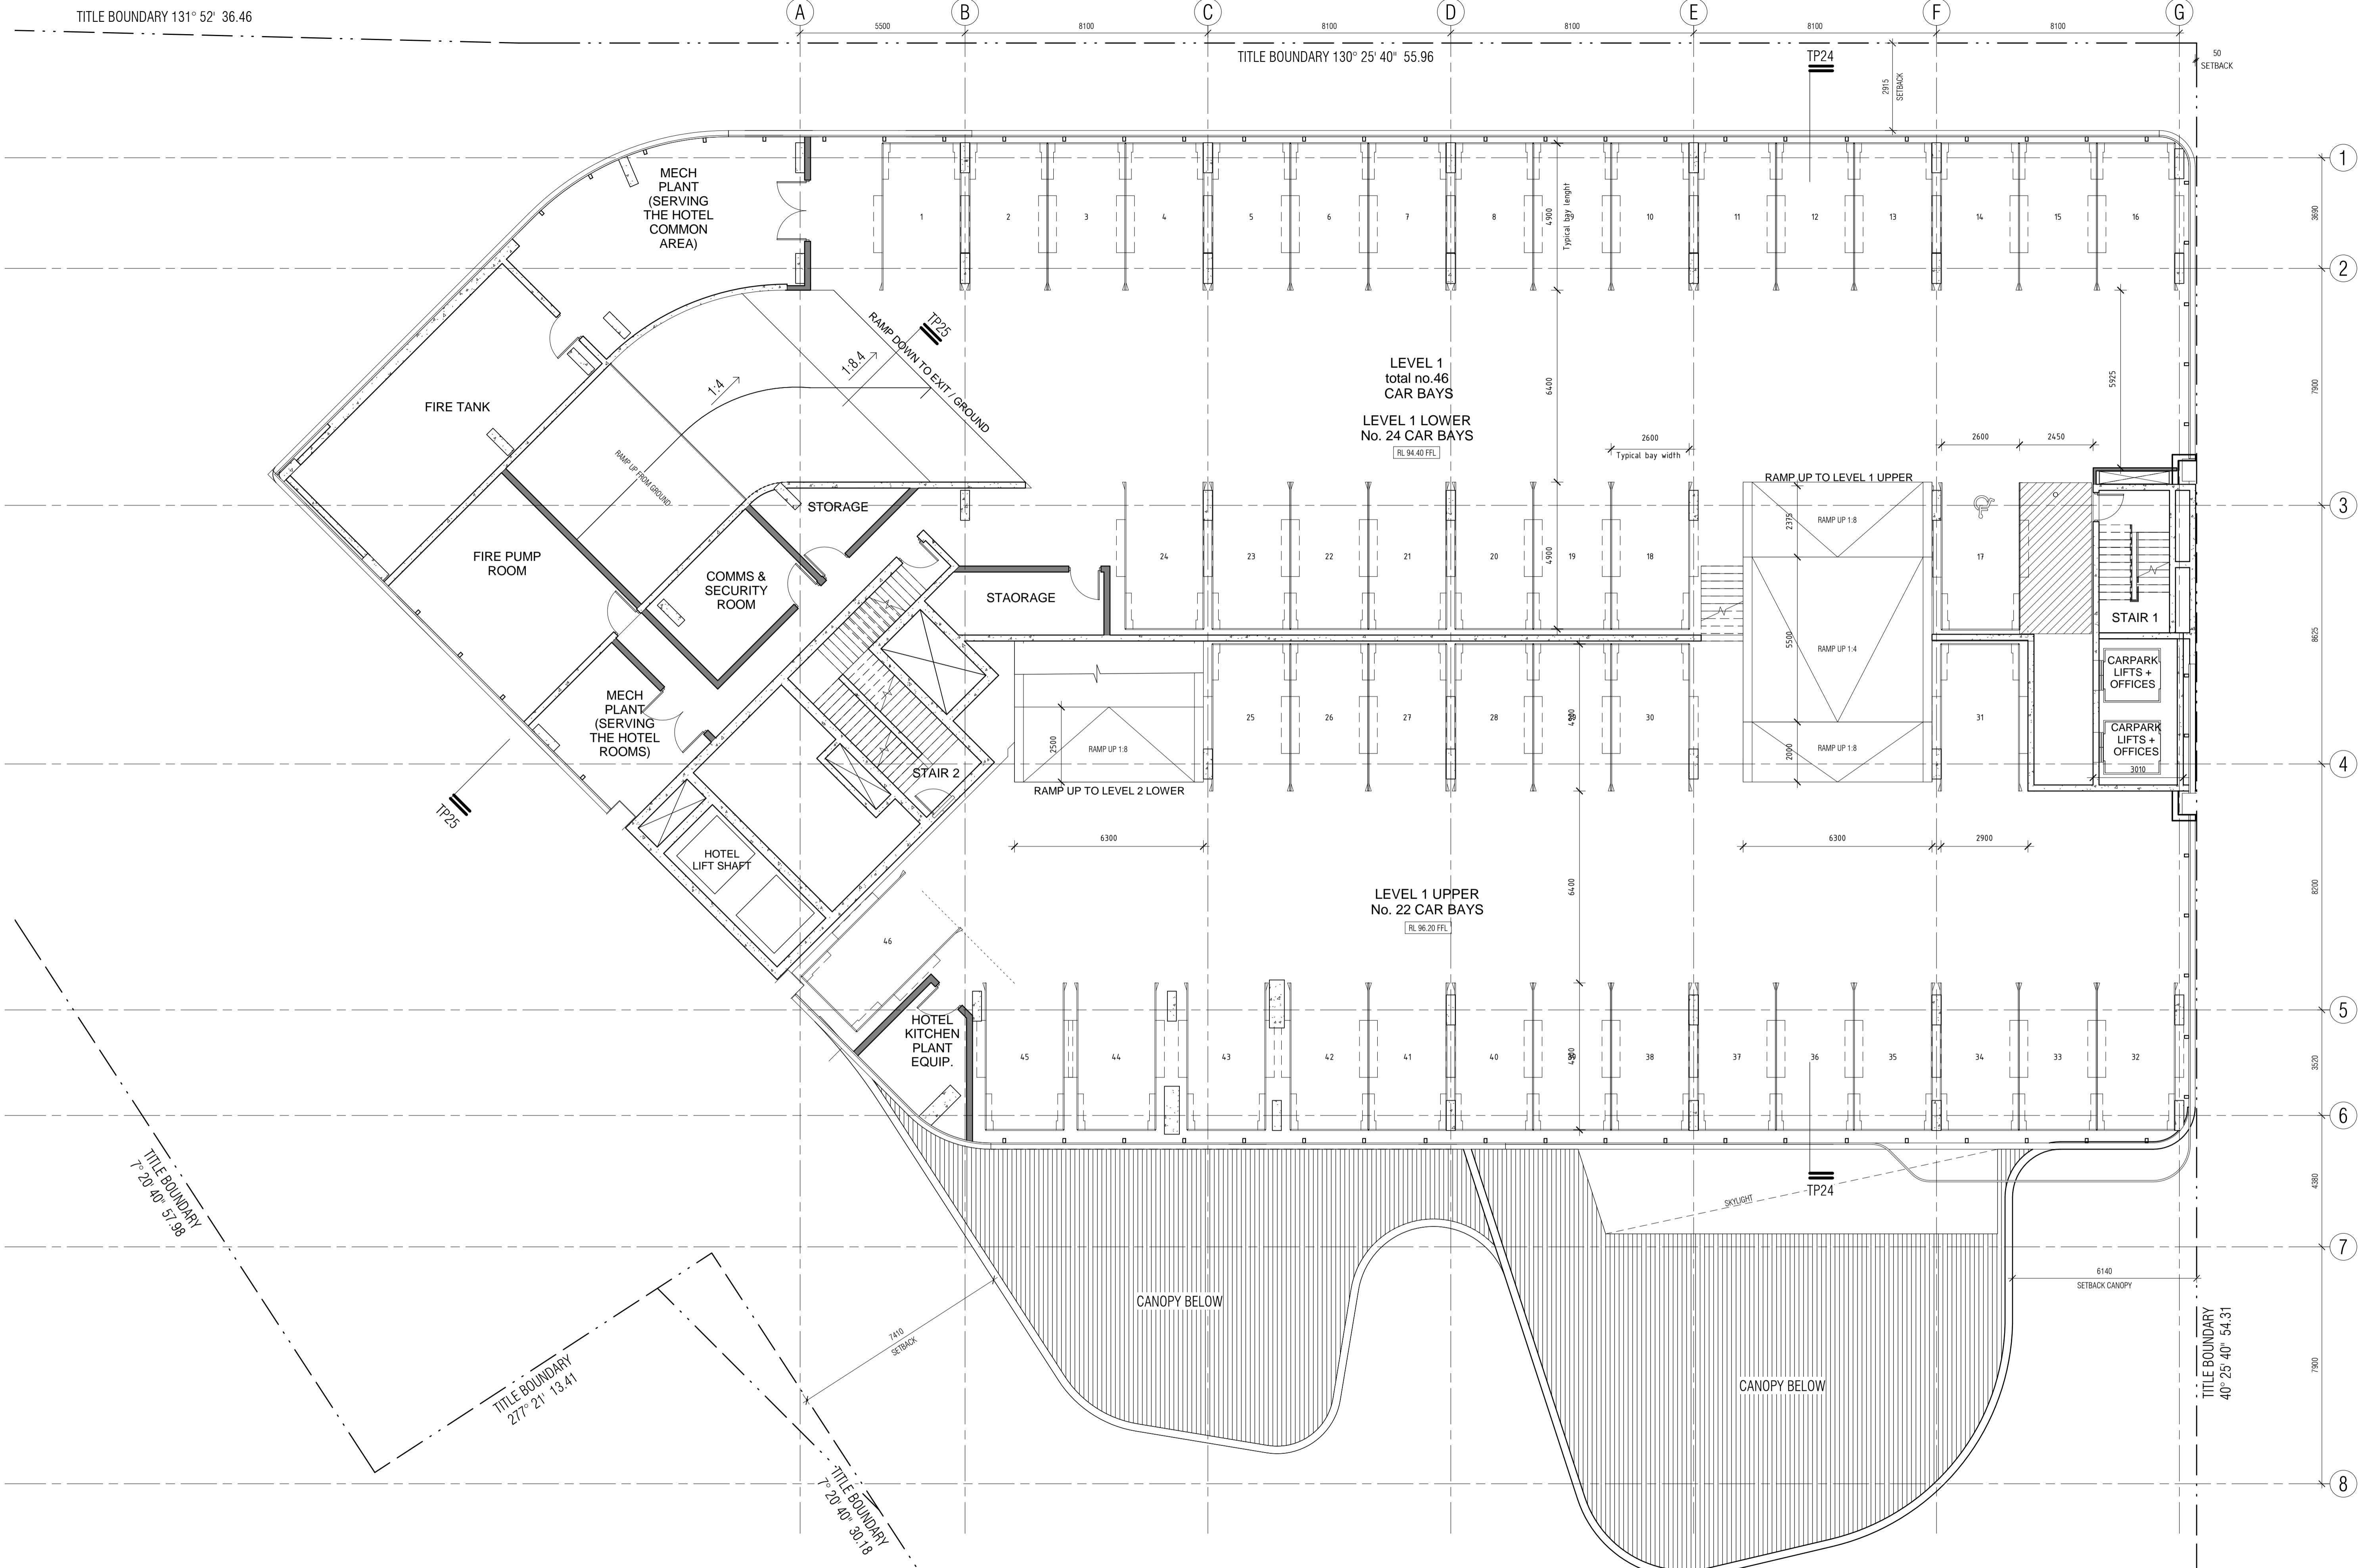 TITLE BOUNDARY 131° 52' 36.46
A
B
C
D
E
F
G
5500
8100
8100
8100
8100
8100
TITLE BOUNDARY 130° 25' 40" 55.96
TP24
50
SETBACK
2915
SETBACK
1
2
3
4
5
6
7
8
3690
7900
8625
8200
3520
4380
7900
MECH
PLANT
(SERVING
THE HOTEL
COMMON
AREA)
1
2
3
4
5
6
7
8
9
10
11
12
13
14
15
16
4900
Typical bay lenght
TP25
RAMP DOWN TO EXIT / GROUND
1:8.4
1:4
RAMP UP FROM GROUND
FIRE TANK
LEVEL 1
total no.46
CAR BAYS
LEVEL 1 LOWER
No. 24 CAR BAYS
RL 94.40 FFL
6400
5925
2600
Typical bay width
2600
2450
RAMP UP TO LEVEL 1 UPPER
STORAGE
FIRE PUMP
ROOM
COMMS &
SECURITY
ROOM
STAORAGE
24
23
22
21
20
19
18
17
4900
2375
RAMP UP 1:8
5500
RAMP UP 1:4
2000
RAMP UP 1:8
STAIR 1
CARPARK
LIFTS +
OFFICES
CARPARK
LIFTS +
OFFICES
3010
MECH
PLANT
(SERVING
THE HOTEL
ROOMS)
STAIR 2
2500
RAMP UP 1:8
RAMP UP TO LEVEL 2 LOWER
25
26
27
28
29
30
31
4900
TP25
HOTEL
LIFT SHAFT
6300
6300
2900
LEVEL 1 UPPER
No. 22 CAR BAYS
RL 96.20 FFL
6400
46
HOTEL
KITCHEN
PLANT
EQUIP.
45
44
43
42
41
40
39
38
37
36
35
34
33
32
4900
TITLE BOUNDARY
7° 20' 40" 57.98
TP24
SKYLIGHT
6140
SETBACK CANOPY
CANOPY BELOW
CANOPY BELOW
7410
SETBACK
TITLE BOUNDARY
277° 21' 13.41
TITLE BOUNDARY
7° 20' 40" 30.18
TITLE BOUNDARY
40° 25' 40" 54.31